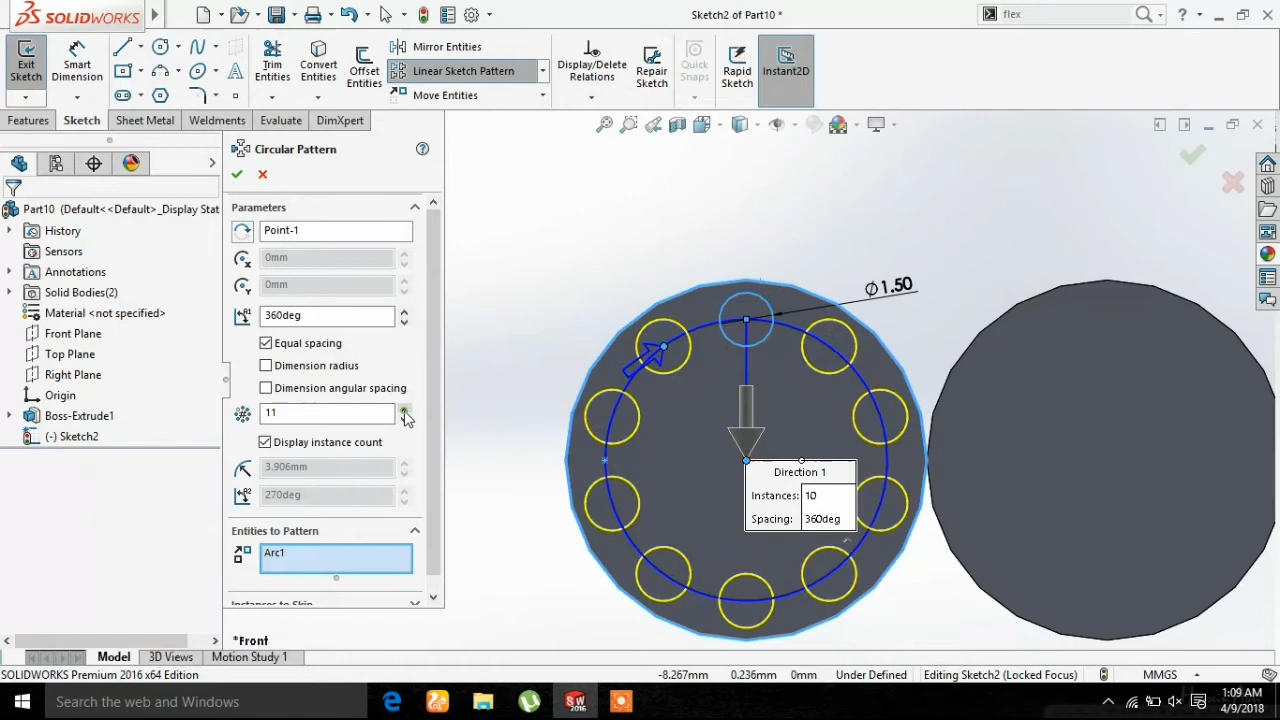 SOLIDWORKS
Sketch2 of Part10 *
flex
Exit Sketch
Smart Dimension
Trim Entities
Convert Entities
Offset Entities
Mirror Entities
Linear Sketch Pattern
Move Entities
Display/Delete Relations
Repair Sketch
Quick Snaps
Rapid Sketch
Instant2D
Features
Sketch
Sheet Metal
Weldments
Evaluate
DimXpert
Part10 (Default<<Default>_Display Stat
History
Sensors
Annotations
Solid Bodies(2)
Material <not specified>
Front Plane
Top Plane
Right Plane
Origin
Boss-Extrude1
(-) Sketch2
Circular Pattern
Parameters
Point-1
0mm
0mm
360deg
Equal spacing
Dimension radius
Dimension angular spacing
11
Display instance count
3.906mm
270deg
Entities to Pattern
Arc1
Instances to Skip
Ø1.50
Direction 1
Instances: 10
Spacing: 360deg
*Front
Model
3D Views
Motion Study 1
SOLIDWORKS Premium 2016 x64 Edition
-8.267mm
0.236mm
0mm
Under Defined
Editing Sketch2 (Locked Focus)
MMGS
Search the web and Windows
1:09 AM
4/9/2018